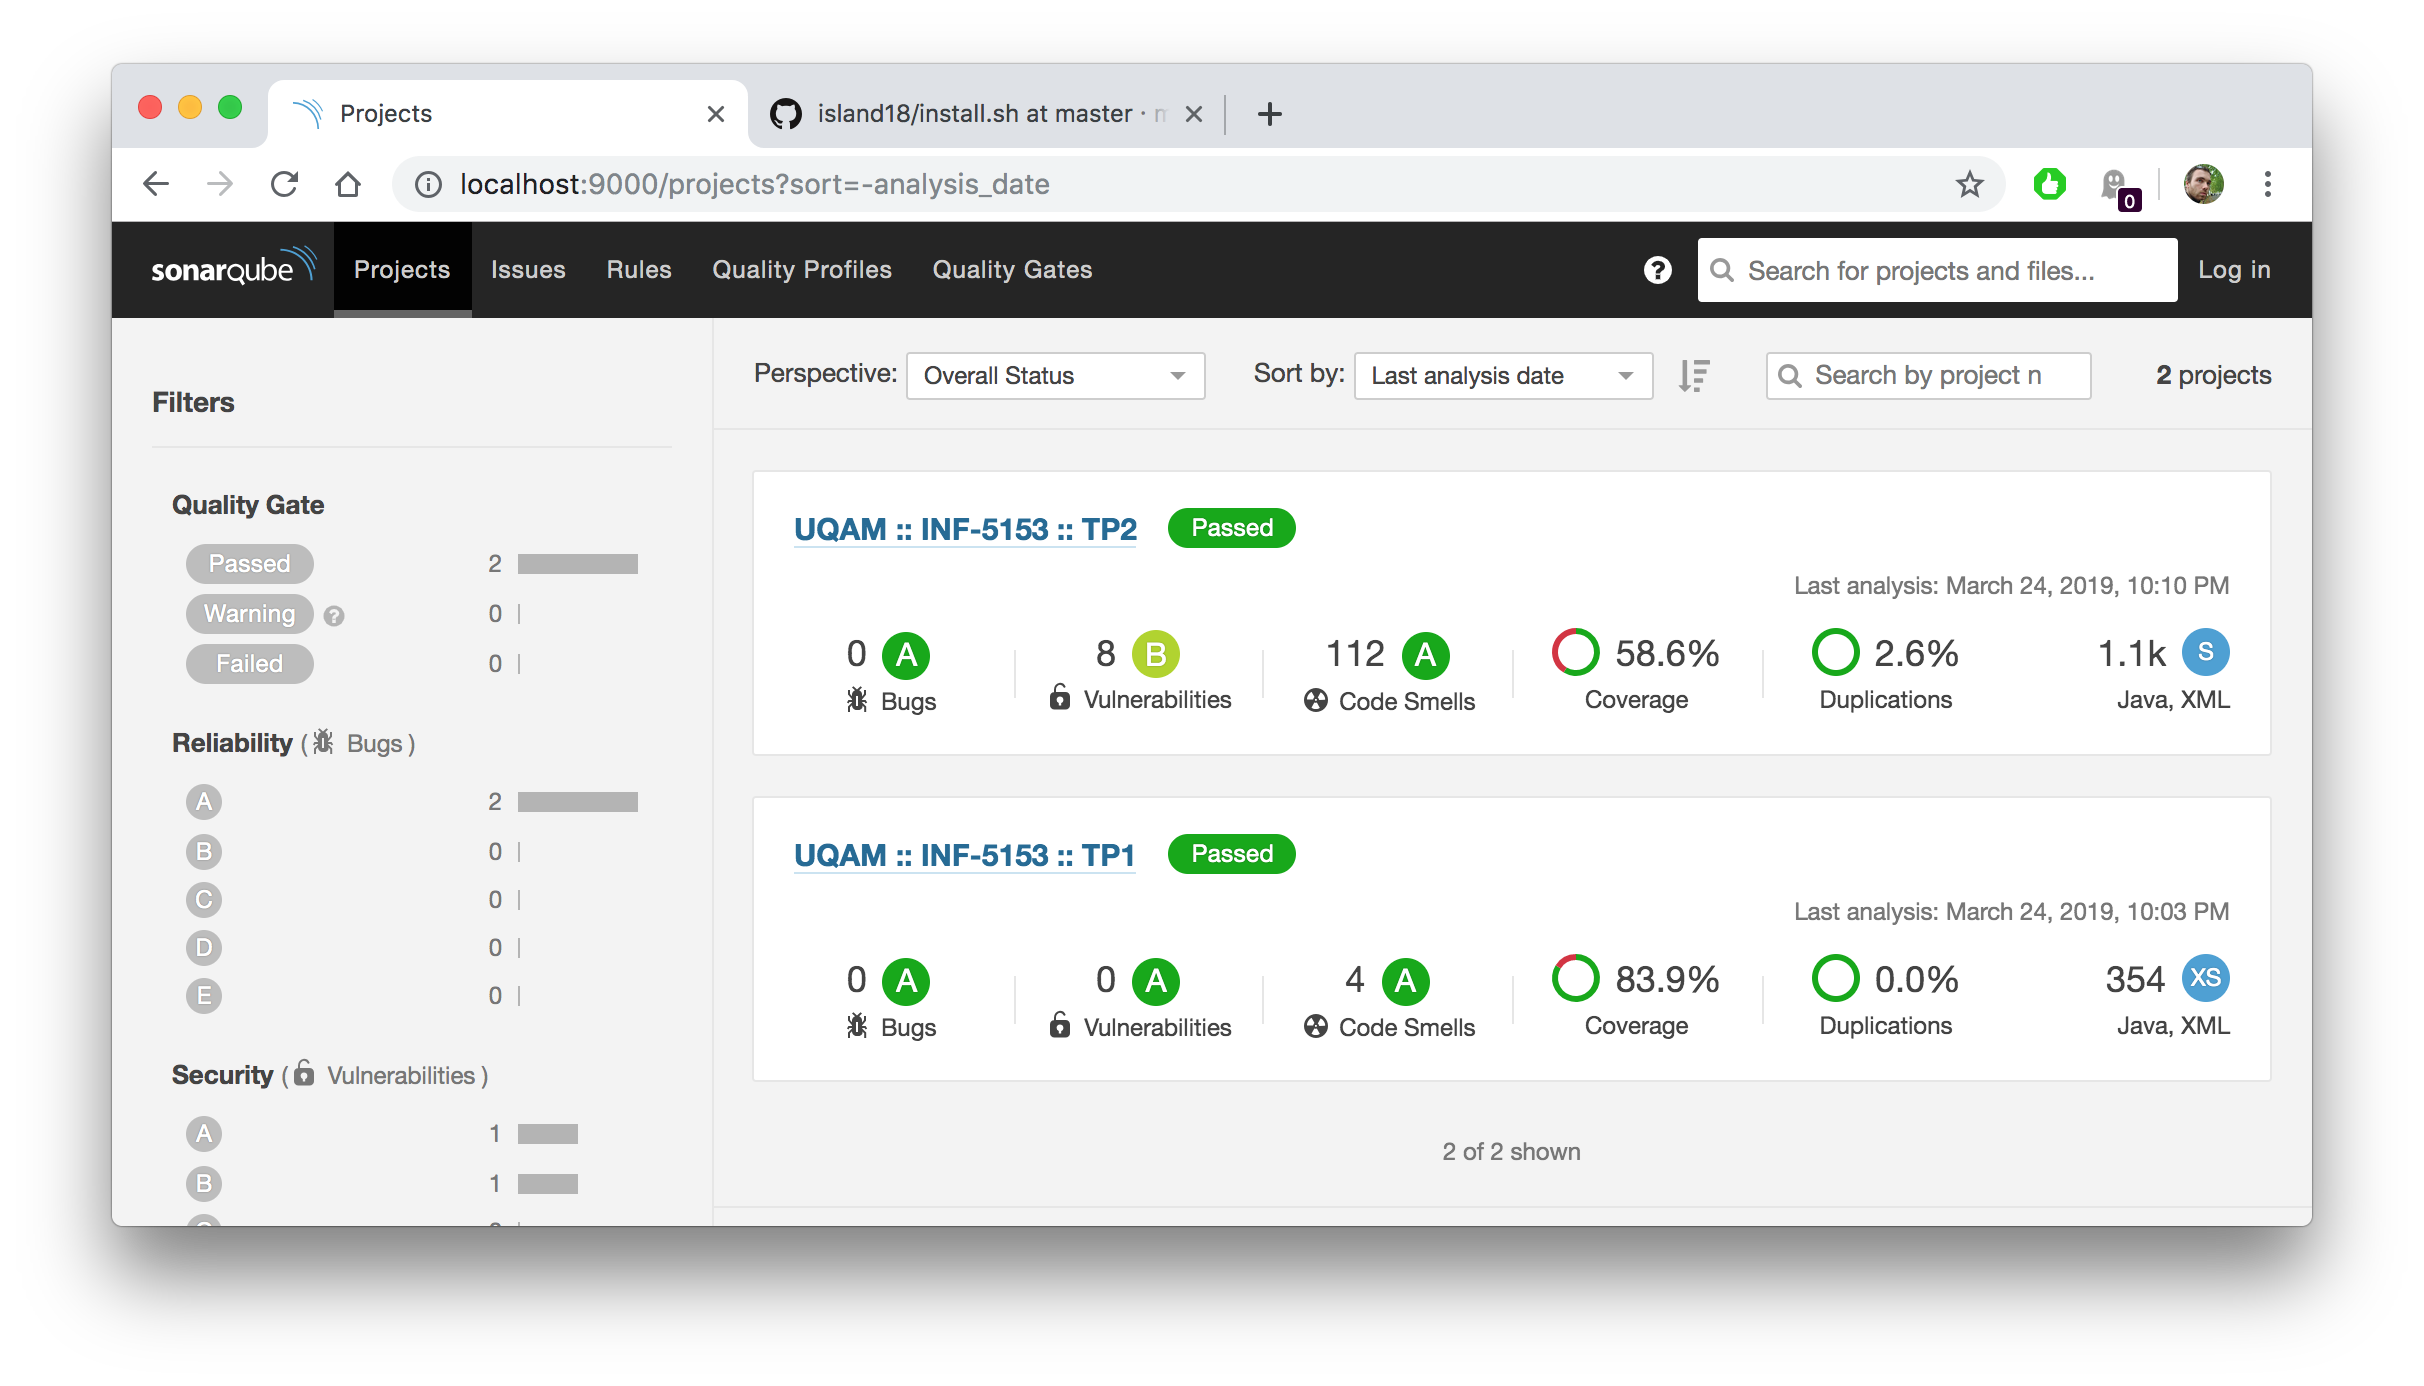 Projects
island18/install.sh at master ·
localhost:9000/projects?sort=-analysis_date
0
sonarqube Projects Issues Rules Quality Profiles Quality Gates ? Search for projects and files... Log in
Perspective: Overall Status Sort by: Last analysis date Search by project n 2 projects
Filters
Quality Gate
Passed 2
Warning ? 0
Failed 0
Reliability ( Bugs )
A 2
B 0
C 0
D 0
E 0
Security ( Vulnerabilities )
A 1
B 1
UQAM :: INF-5153 :: TP2 Passed
Last analysis: March 24, 2019, 10:10 PM
0 A 8 B 112 A 58.6% 2.6% 1.1k S
Bugs Vulnerabilities Code Smells Coverage Duplications Java, XML
UQAM :: INF-5153 :: TP1 Passed
Last analysis: March 24, 2019, 10:03 PM
0 A 0 A 4 A 83.9% 0.0% 354 XS
Bugs Vulnerabilities Code Smells Coverage Duplications Java, XML
2 of 2 shown